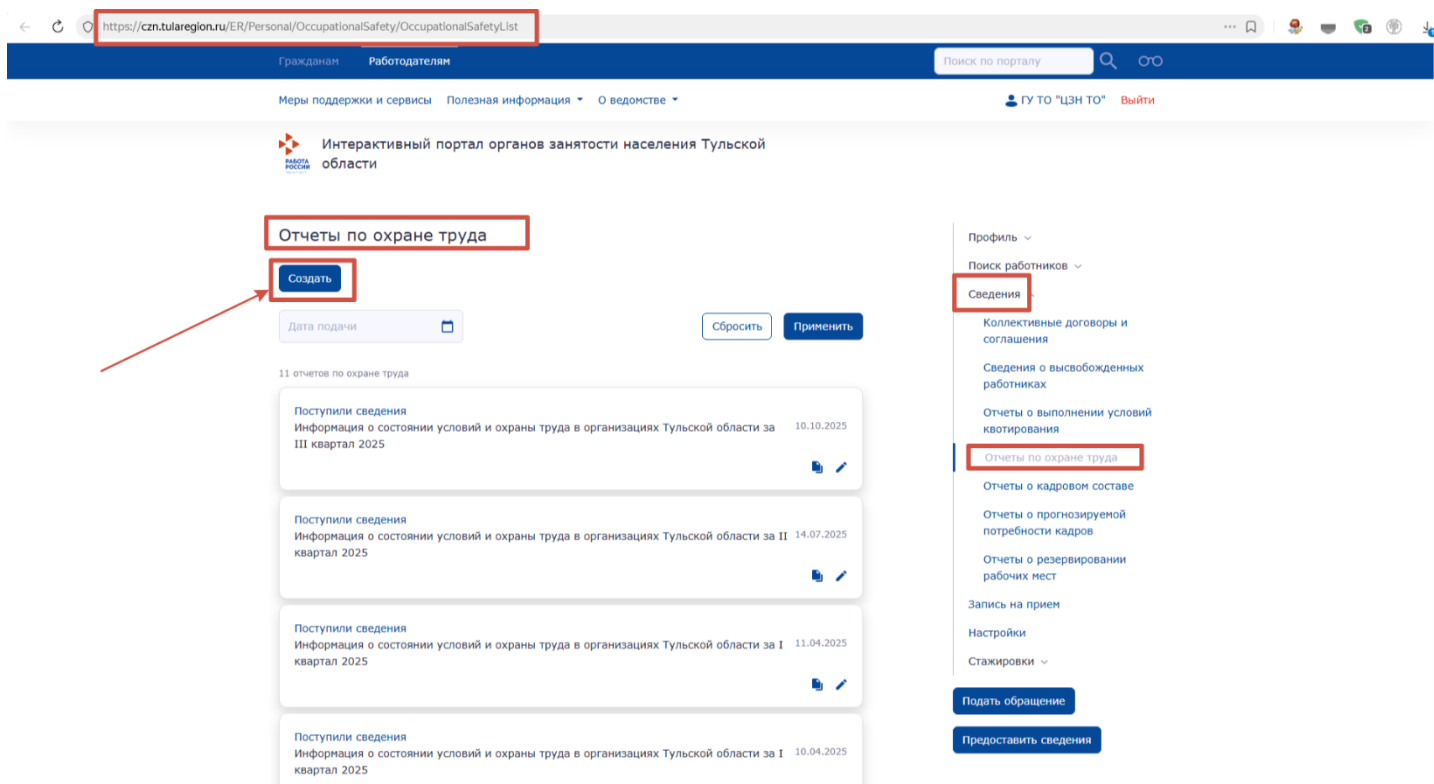 https://czn.tularegion.ru/ER/Personal/OccupationalSafety/OccupationalSafetyList
Гражданам Работодателям
Поиск по порталу
Меры поддержки и сервисы Полезная информация О ведомстве
ГУ ТО "ЦЗН ТО" Выйти
РАБОТА
РОССИИ
Интерактивный портал органов занятости населения Тульской
области
Отчеты по охране труда
Создать
Дата подачи
Сбросить Применить
11 отчетов по охране труда
Поступили сведения
Информация о состоянии условий и охраны труда в организациях Тульской области за
III квартал 2025
10.10.2025
Поступили сведения
Информация о состоянии условий и охраны труда в организациях Тульской области за II
квартал 2025
14.07.2025
Поступили сведения
Информация о состоянии условий и охраны труда в организациях Тульской области за I
квартал 2025
11.04.2025
Поступили сведения
Информация о состоянии условий и охраны труда в организациях Тульской области за I
квартал 2025
10.04.2025
Профиль
Поиск работников
Сведения
Коллективные договоры и
соглашения
Сведения о высвобожденных
работниках
Отчеты о выполнении условий
квотирования
Отчеты по охране труда
Отчеты о кадровом составе
Отчеты о прогнозируемой
потребности кадров
Отчеты о резервировании
рабочих мест
Запись на прием
Настройки
Стажировки
Подать обращение
Предоставить сведения